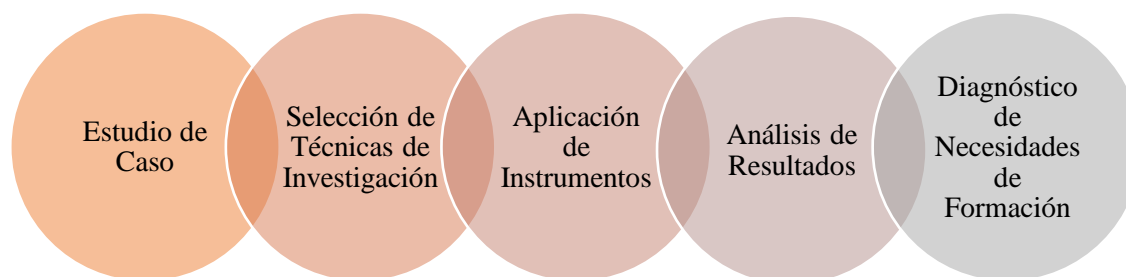 Estudio de
Caso
Selección de
Técnicas de
Investigación
Aplicación
de
Instrumentos
Análisis de
Resultados
Diagnóstico
de
Necesidades
de
Formación